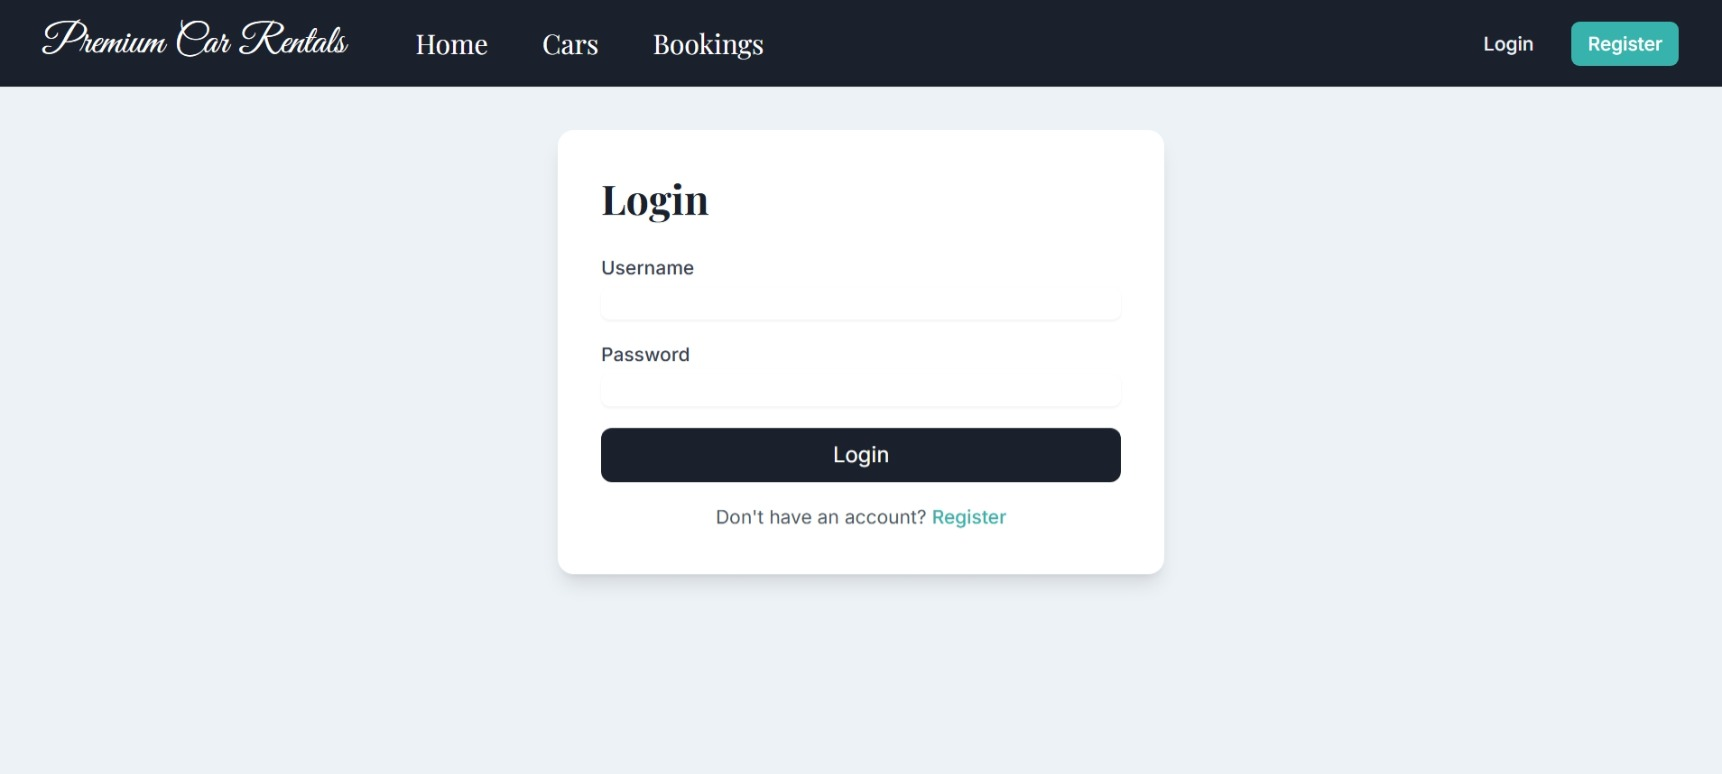 Premium Car Rentals Home Cars Bookings Login Register
Login
Username
Password
Login
Don't have an account? Register